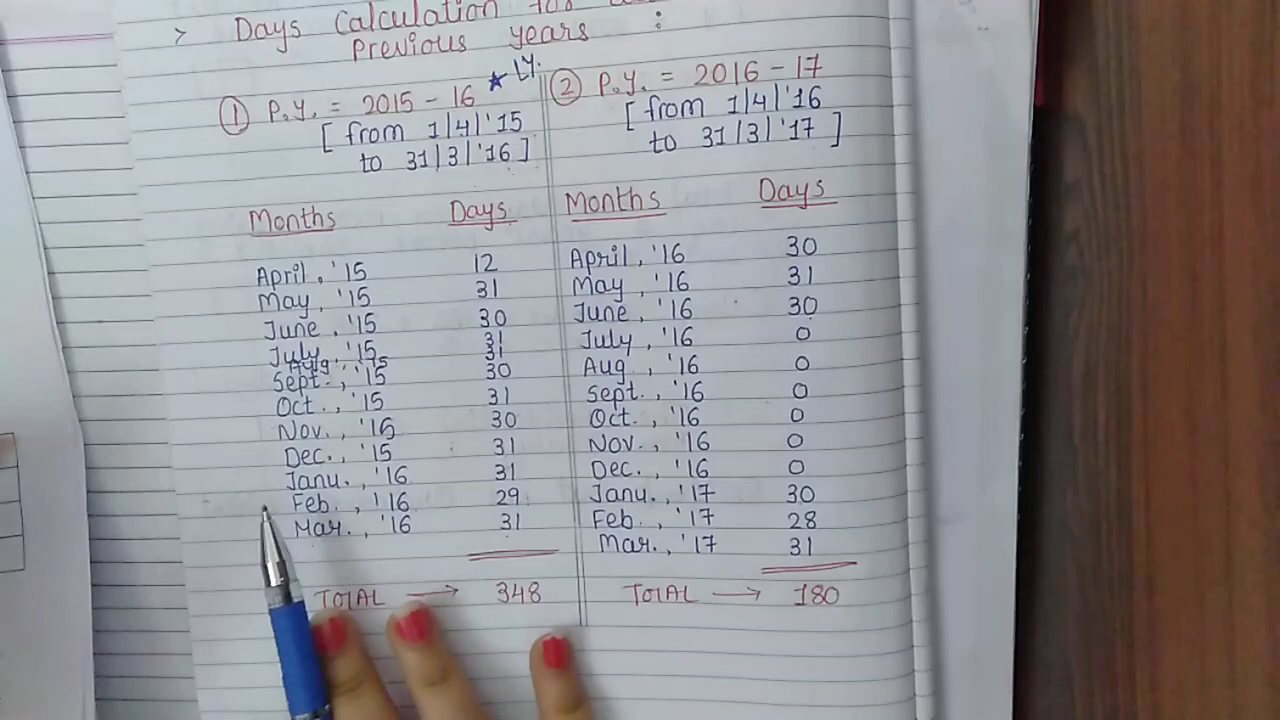 > Days Calculation for
Previous years :
① P.Y. = 2015 - 16 ★ LY.
[ from 1/4/'15
to 31/3/'16 ]
Months Days
April, '15 12
May, '15 31
June, '15 30
July, '15 31
Aug., '15 31
Sept., '15 30
Oct., '15 31
Nov., '15 30
Dec., '15 31
Janu., '16 31
Feb., '16 29
Mar., '16 31
TOTAL → 348
② P.Y. = 2016 - 17
[ from 1/4/'16
to 31/3/'17 ]
Months Days
April, '16 30
May, '16 31
June, '16 30
July, '16 0
Aug, '16 0
Sept., '16 0
Oct., '16 0
Nov., '16 0
Dec., '16 0
Janu., '17 30
Feb., '17 28
Mar., '17 31
TOTAL → 180